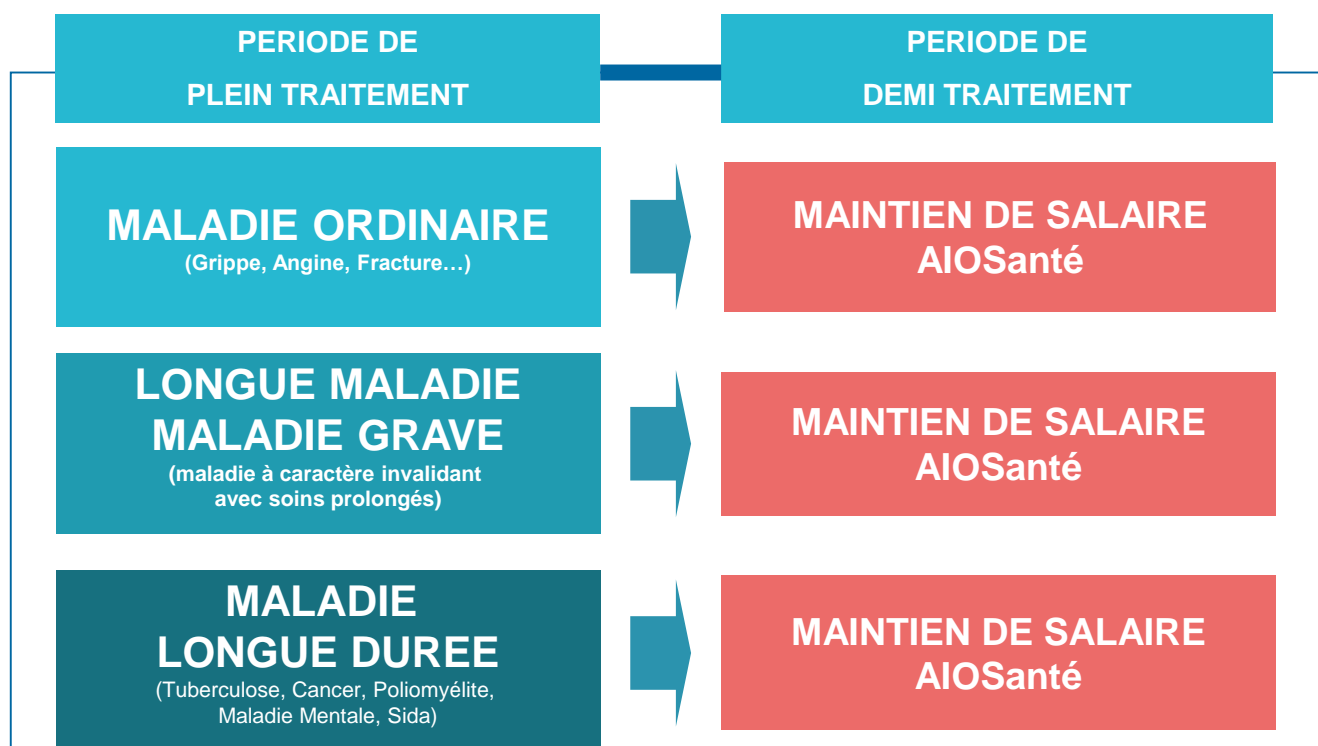 PERIODE DE
PLEIN TRAITEMENT
PERIODE DE
DEMI TRAITEMENT
MALADIE ORDINAIRE
(Grippe, Angine, Fracture…)
MAINTIEN DE SALAIRE
AIOSanté
LONGUE MALADIE
MALADIE GRAVE
(maladie à caractère invalidant
avec soins prolongés)
MAINTIEN DE SALAIRE
AIOSanté
MALADIE
LONGUE DUREE
(Tuberculose, Cancer, Poliomyélite,
Maladie Mentale, Sida)
MAINTIEN DE SALAIRE
AIOSanté